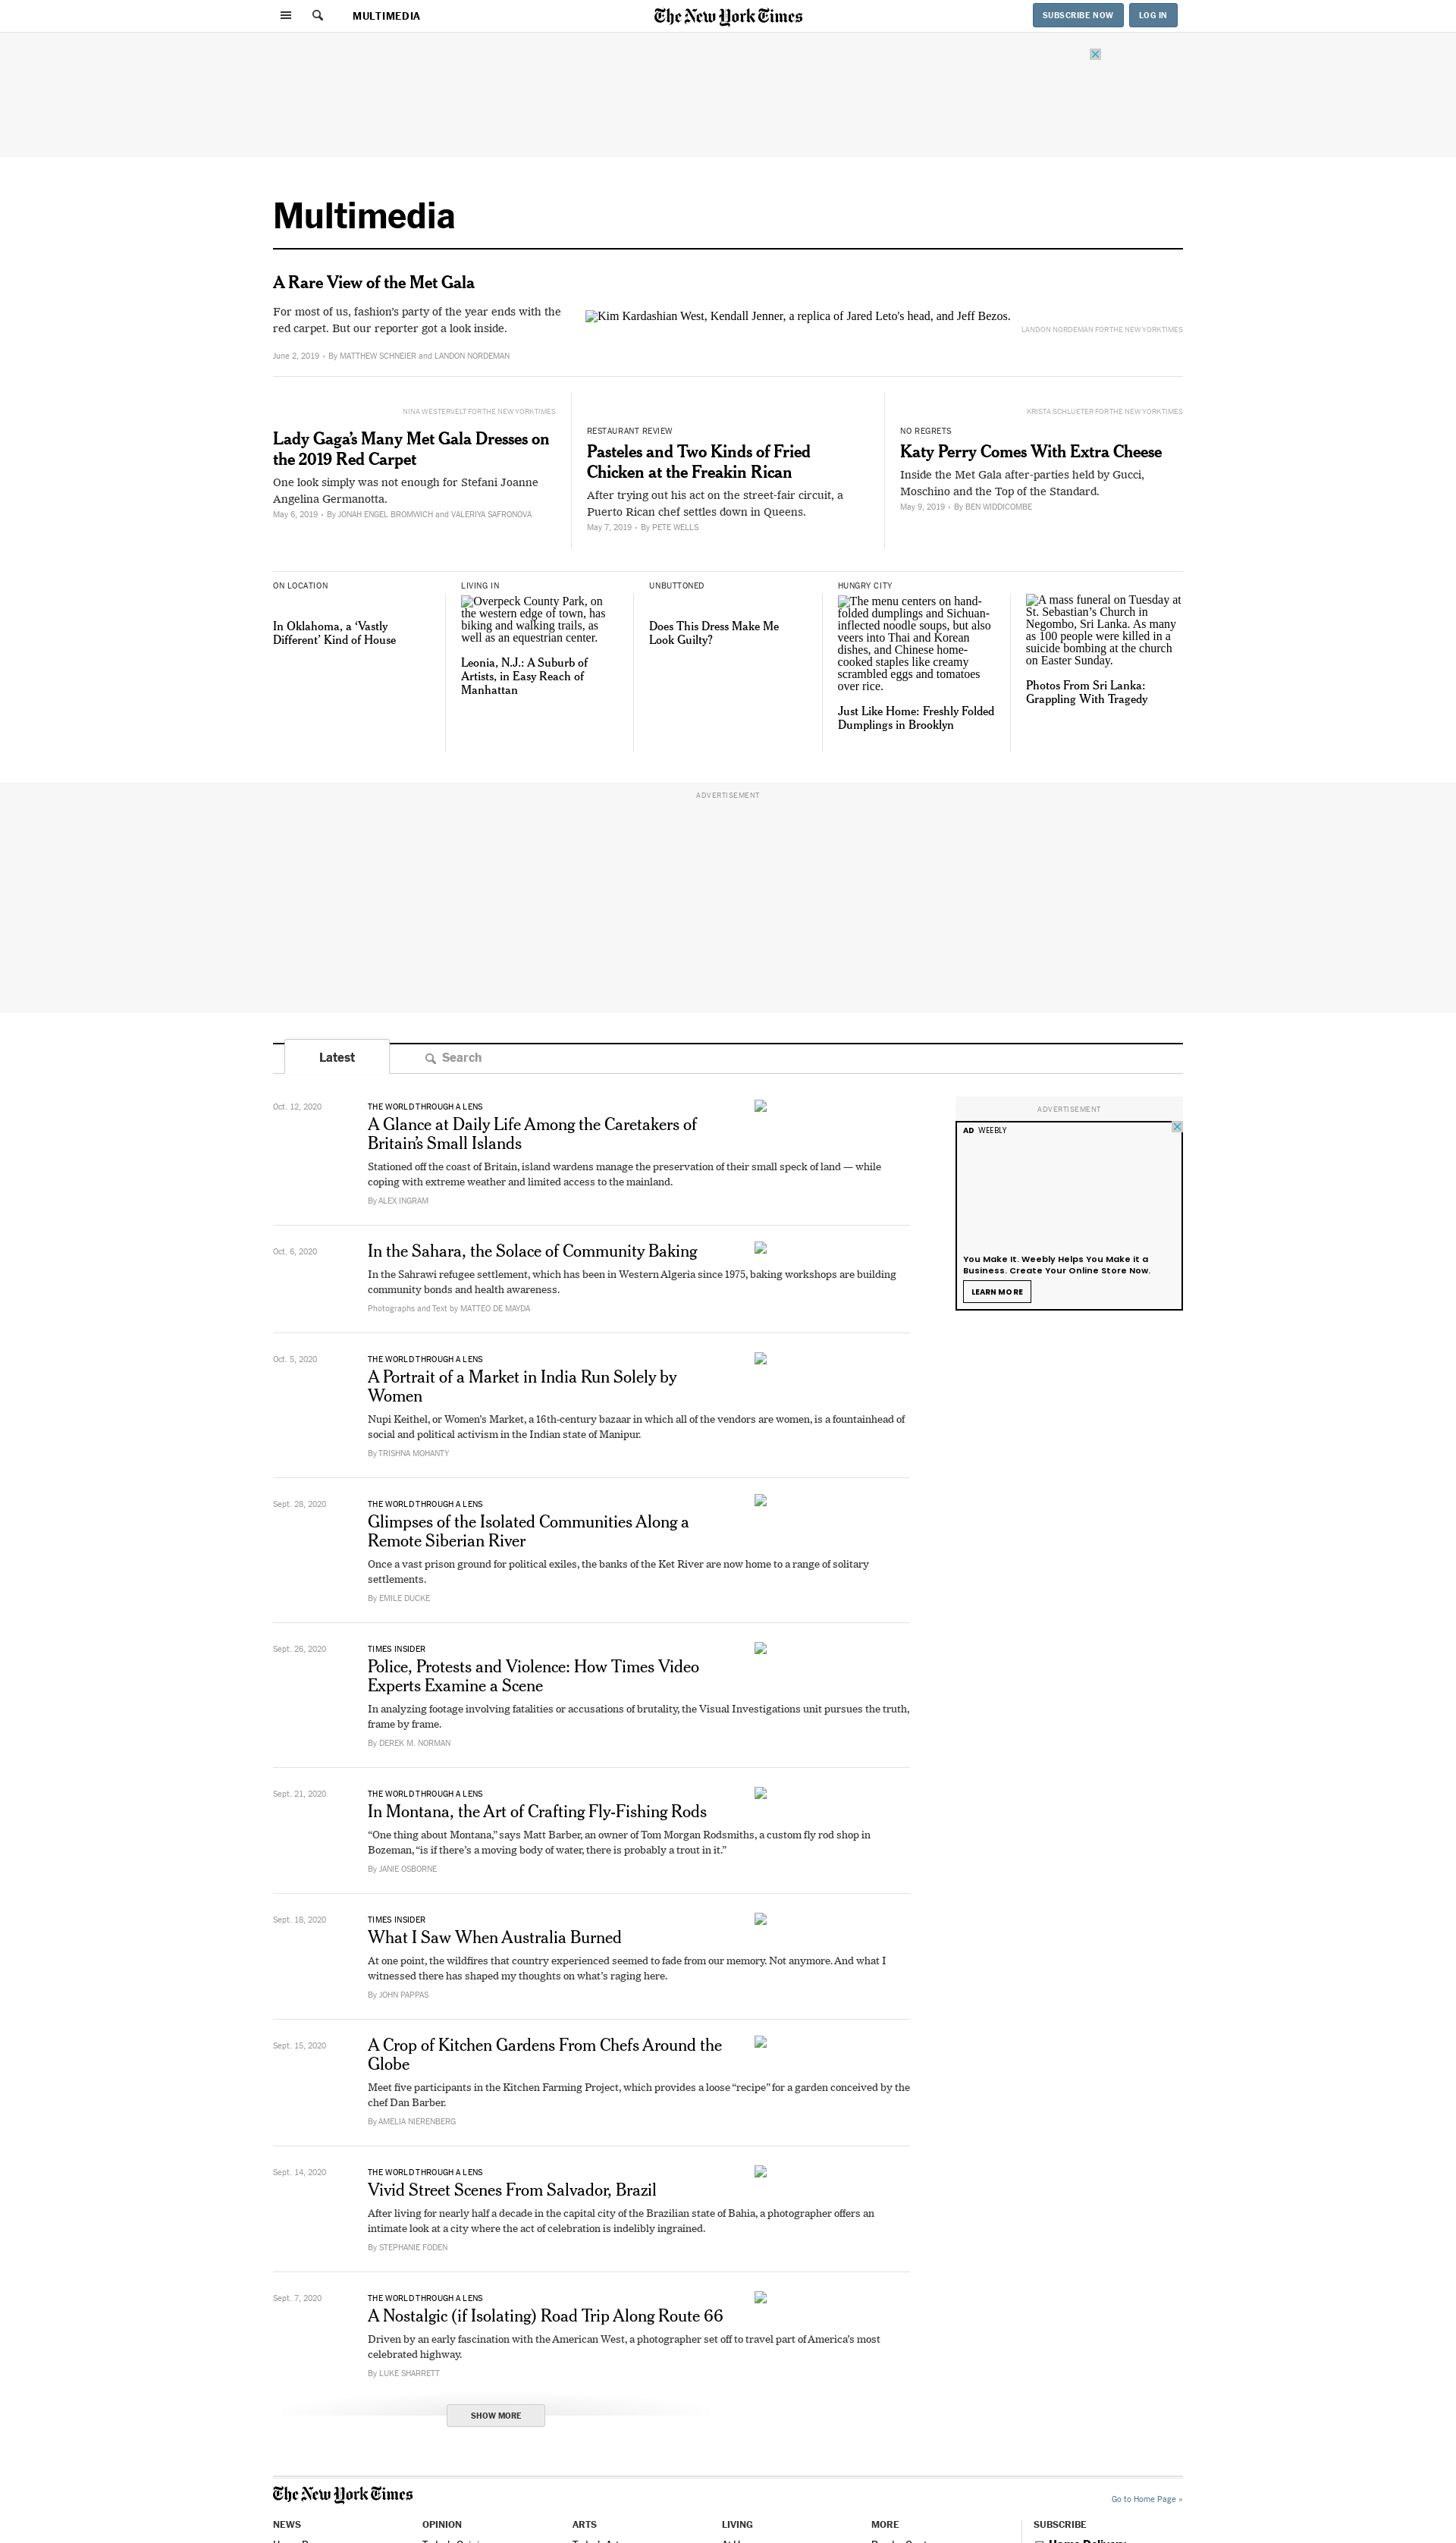 MULTIMEDIA
The New York Times
SUBSCRIBE NOW
LOG IN
Multimedia
A Rare View of the Met Gala
For most of us, fashion's party of the year ends with the
red carpet. But our reporter got a look inside.
June 2, 2019 • By MATTHEW SCHNEIER and LANDON NORDEMAN
Kim Kardashian West, Kendall Jenner, a replica of Jared Leto's head, and Jeff Bezos.
LANDON NORDEMAN FOR THE NEW YORK TIMES
NINA WESTERVELT FOR THE NEW YORK TIMES
Lady Gaga’s Many Met Gala Dresses on
the 2019 Red Carpet
One look simply was not enough for Stefani Joanne
Angelina Germanotta.
May 6, 2019 • By JONAH ENGEL BROMWICH and VALERIYA SAFRONOVA
RESTAURANT REVIEW
Pasteles and Two Kinds of Fried
Chicken at the Freakin Rican
After trying out his act on the street-fair circuit, a
Puerto Rican chef settles down in Queens.
May 7, 2019 • By PETE WELLS
KRISTA SCHLUETER FOR THE NEW YORK TIMES
NO REGRETS
Katy Perry Comes With Extra Cheese
Inside the Met Gala after-parties held by Gucci,
Moschino and the Top of the Standard.
May 9, 2019 • By BEN WIDDICOMBE
ON LOCATION
In Oklahoma, a ‘Vastly
Different’ Kind of House
LIVING IN
Overpeck County Park, on
the western edge of town, has
biking and walking trails, as
well as an equestrian center.
Leonia, N.J.: A Suburb of
Artists, in Easy Reach of
Manhattan
UNBUTTONED
Does This Dress Make Me
Look Guilty?
HUNGRY CITY
The menu centers on hand-
folded dumplings and Sichuan-
inflected noodle soups, but also
veers into Thai and Korean
dishes, and Chinese home-
cooked staples like creamy
scrambled eggs and tomatoes
over rice.
Just Like Home: Freshly Folded
Dumplings in Brooklyn
A mass funeral on Tuesday at
St. Sebastian’s Church in
Negombo, Sri Lanka. As many
as 100 people were killed in a
suicide bombing at the church
on Easter Sunday.
Photos From Sri Lanka:
Grappling With Tragedy
ADVERTISEMENT
Latest
Search
Oct. 12, 2020
THE WORLD THROUGH A LENS
A Glance at Daily Life Among the Caretakers of
Britain’s Small Islands
Stationed off the coast of Britain, island wardens manage the preservation of their small speck of land — while
coping with extreme weather and limited access to the mainland.
By ALEX INGRAM
ADVERTISEMENT
AD WEEBLY
You Make It. Weebly Helps You Make it a
Business. Create Your Online Store Now.
LEARN MORE
Oct. 6, 2020
In the Sahara, the Solace of Community Baking
In the Sahrawi refugee settlement, which has been in Western Algeria since 1975, baking workshops are building
community bonds and health awareness.
Photographs and Text by MATTEO DE MAYDA
Oct. 5, 2020
THE WORLD THROUGH A LENS
A Portrait of a Market in India Run Solely by
Women
Nupi Keithel, or Women’s Market, a 16th-century bazaar in which all of the vendors are women, is a fountainhead of
social and political activism in the Indian state of Manipur.
By TRISHNA MOHANTY
Sept. 28, 2020
THE WORLD THROUGH A LENS
Glimpses of the Isolated Communities Along a
Remote Siberian River
Once a vast prison ground for political exiles, the banks of the Ket River are now home to a range of solitary
settlements.
By EMILE DUCKE
Sept. 26, 2020
TIMES INSIDER
Police, Protests and Violence: How Times Video
Experts Examine a Scene
In analyzing footage involving fatalities or accusations of brutality, the Visual Investigations unit pursues the truth,
frame by frame.
By DEREK M. NORMAN
Sept. 21, 2020
THE WORLD THROUGH A LENS
In Montana, the Art of Crafting Fly-Fishing Rods
“One thing about Montana,” says Matt Barber, an owner of Tom Morgan Rodsmiths, a custom fly rod shop in
Bozeman, “is if there’s a moving body of water, there is probably a trout in it.”
By JANIE OSBORNE
Sept. 18, 2020
TIMES INSIDER
What I Saw When Australia Burned
At one point, the wildfires that country experienced seemed to fade from our memory. Not anymore. And what I
witnessed there has shaped my thoughts on what’s raging here.
By JOHN PAPPAS
Sept. 15, 2020
A Crop of Kitchen Gardens From Chefs Around the
Globe
Meet five participants in the Kitchen Farming Project, which provides a loose “recipe” for a garden conceived by the
chef Dan Barber.
By AMELIA NIERENBERG
Sept. 14, 2020
THE WORLD THROUGH A LENS
Vivid Street Scenes From Salvador, Brazil
After living for nearly half a decade in the capital city of the Brazilian state of Bahia, a photographer offers an
intimate look at a city where the act of celebration is indelibly ingrained.
By STEPHANIE FODEN
Sept. 7, 2020
THE WORLD THROUGH A LENS
A Nostalgic (if Isolating) Road Trip Along Route 66
Driven by an early fascination with the American West, a photographer set off to travel part of America’s most
celebrated highway.
By LUKE SHARRETT
SHOW MORE
The New York Times
Go to Home Page »
NEWS
OPINION
ARTS
LIVING
MORE
SUBSCRIBE